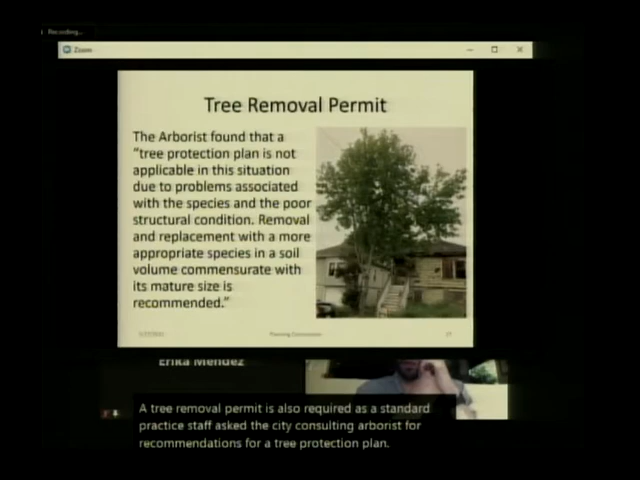 Recording...
Zoom
Tree Removal Permit
The Arborist found that a
“tree protection plan is not
applicable in this situation
due to problems associated
with the species and the poor
structural condition. Removal
and replacement with a more
appropriate species in a soil
volume commensurate with
its mature size is
recommended.”
Planning Commission
Erika Mendez
A tree removal permit is also required as a standard
practice staff asked the city consulting arborist for
recommendations for a tree protection plan.